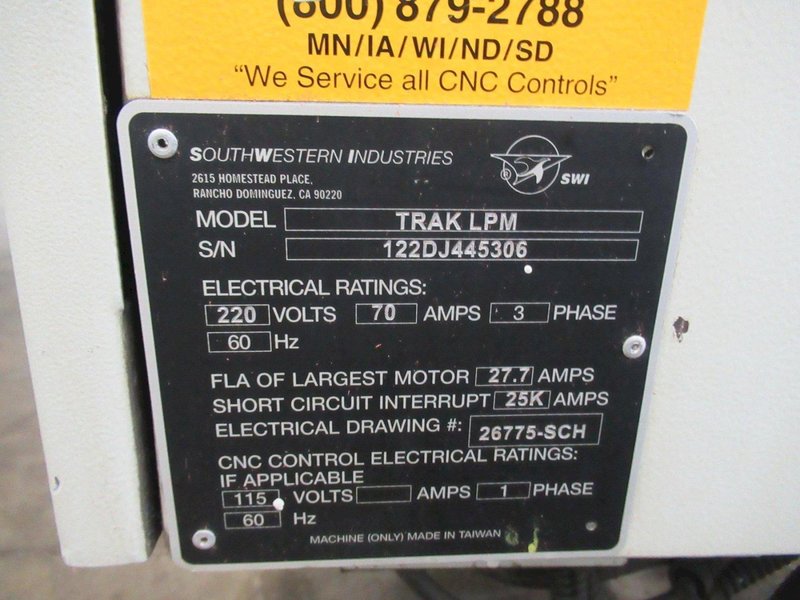 (800) 879-2788
MN/IA/WI/ND/SD
“We Service all CNC Controls”
SOUTHWESTERN INDUSTRIES
2615 HOMESTEAD PLACE,
RANCHO DOMINGUEZ, CA 90220
® SWI
MODEL TRAK LPM
S/N 122DJ445306
ELECTRICAL RATINGS:
220 VOLTS 70 AMPS 3 PHASE
60 Hz
FLA OF LARGEST MOTOR 27.7 AMPS
SHORT CIRCUIT INTERRUPT 25K AMPS
ELECTRICAL DRAWING #: 26775-SCH
CNC CONTROL ELECTRICAL RATINGS:
IF APPLICABLE
115 VOLTS AMPS 1 PHASE
60 Hz
MACHINE (ONLY) MADE IN TAIWAN